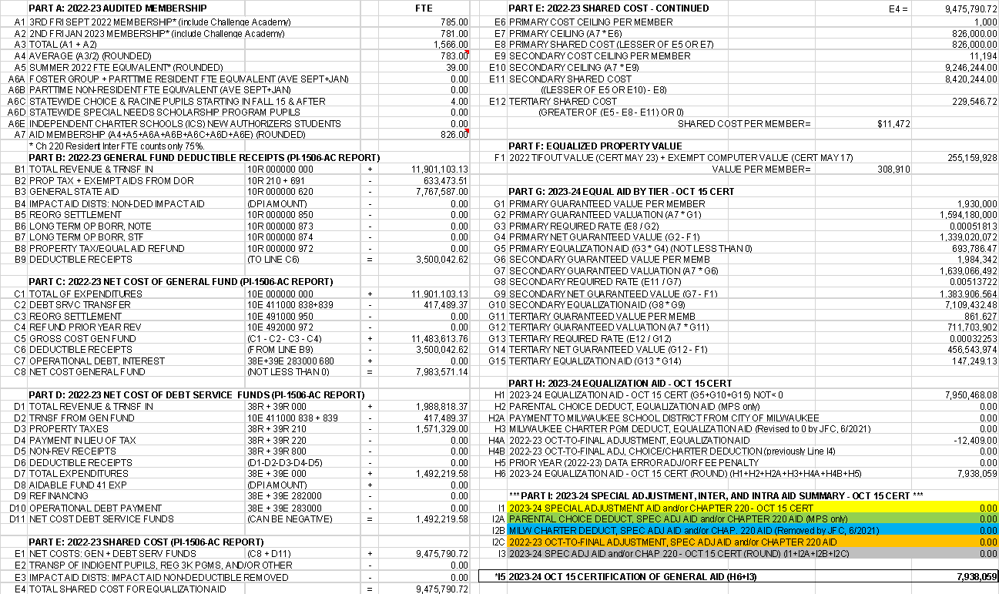 PART A: 2022-23 AUDITED MEMBERSHIP FTE
A1 3RD FRI SEPT 2022 MEMBERSHIP* (include Challenge Academy) 785.00
A2 2ND FRI JAN 2023 MEMBERSHIP* (include Challenge Academy) 781.00
A3 TOTAL (A1 + A2) 1,566.00
A4 AVERAGE (A3/2) (ROUNDED) 783.00
A5 SUMMER 2022 FTE EQUIVALENT* (ROUNDED) 39.00
A6A FOSTER GROUP + PARTTIME RESIDENT FTE EQUIVALENT (AVE SEPT+JAN) 0.00
A6B PARTTIME NON-RESIDENT FTE EQUIVALENT (AVE SEPT+JAN) 0.00
A6C STATEWIDE CHOICE & RACINE PUPILS STARTING IN FALL 15 & AFTER 4.00
A6D STATEWIDE SPECIAL NEEDS SCHOLARSHIP PROGRAM PUPILS 0.00
A6E INDEPENDENT CHARTER SCHOOLS (ICS) NEW AUTHORIZERS STUDENTS 0.00
A7 AID MEMBERSHIP (A4+A5+A6A+A6B+A6C+A6D+A6E) (ROUNDED) 826.00
* Ch 220 Resident Inter FTE counts only 75%.
PART B: 2022-23 GENERAL FUND DEDUCTIBLE RECEIPTS (PI-1506-AC REPORT)
B1 TOTAL REVENUE & TRNSF IN 10R 000000 000 + 11,901,103.13
B2 PROP TAX + EXEMPT AIDS FROM DOR 10R 210 + 691 - 633,473.51
B3 GENERAL STATE AID 10R 000000 620 - 7,767,587.00
B4 IMPACT AID DISTS: NON-DED IMPACT AID (DPI AMOUNT) - 0.00
B5 REORG SETTLEMENT 10R 000000 850 - 0.00
B6 LONG TERM OP BORR, NOTE 10R 000000 873 - 0.00
B7 LONG TERM OP BORR, STF 10R 000000 874 - 0.00
B8 PROPERTY TAX/EQUAL AID REFUND 10R 000000 972 - 0.00
B9 DEDUCTIBLE RECEIPTS (TO LINE C6) = 3,500,042.62
PART C: 2022-23 NET COST OF GENERAL FUND (PI-1506-AC REPORT)
C1 TOTAL GF EXPENDITURES 10E 000000 000 + 11,901,103.13
C2 DEBT SRVC TRANSFER 10E 411000 838+839 - 417,489.37
C3 REORG SETTLEMENT 10E 491000 950 - 0.00
C4 REFUND PRIOR YEAR REV 10E 492000 972 - 0.00
C5 GROSS COST GEN FUND (C1 - C2 - C3 - C4) + 11,483,613.76
C6 DEDUCTIBLE RECEIPTS (FROM LINE B9) - 3,500,042.62
C7 OPERATIONAL DEBT, INTEREST 38E+39E 283000 680 + 0.00
C8 NET COST GENERAL FUND (NOT LESS THAN 0) = 7,983,571.14
PART D: 2022-23 NET COST OF DEBT SERVICE FUNDS (PI-1506-AC REPORT)
D1 TOTAL REVENUE & TRNSF IN 38R + 39R 000 + 1,988,818.37
D2 TRNSF FROM GEN FUND 10E 411000 838 + 839 - 417,489.37
D3 PROPERTY TAXES 38R + 39R 210 - 1,571,329.00
D4 PAYMENT IN LIEU OF TAX 38R + 39R 220 - 0.00
D5 NON-REV RECEIPTS 38R + 39R 800 - 0.00
D6 DEDUCTIBLE RECEIPTS (D1-D2-D3-D4-D5) - 0.00
D7 TOTAL EXPENDITURES 38E + 39E 000 + 1,492,219.58
D8 AIDABLE FUND 41 EXP (DPI AMOUNT) + 0.00
D9 REFINANCING 38E + 39E 282000 - 0.00
D10 OPERATIONAL DEBT PAYMENT 38E + 39E 283000 - 0.00
D11 NET COST DEBT SERVICE FUNDS (CAN BE NEGATIVE) = 1,492,219.58
PART E: 2022-23 SHARED COST (PI-1506-AC REPORT)
E1 NET COSTS: GEN + DEBT SERV FUNDS (C8 + D11) + 9,475,790.72
E2 TRANSP OF INDIGENT PUPILS, REG 3K PGMS, AND/OR OTHER - 0.00
E3 IMPACT AID DISTS: IMPACT AID NON-DEDUCTIBLE REMOVED - 0.00
E4 TOTAL SHARED COST FOR EQUALIZATION AID = 9,475,790.72
PART E: 2022-23 SHARED COST - CONTINUED E4 = 9,475,790.72
E6 PRIMARY COST CEILING PER MEMBER 1,000
E7 PRIMARY CEILING (A7 * E6) 826,000.00
E8 PRIMARY SHARED COST (LESSER OF E5 OR E7) 826,000.00
E9 SECONDARY COST CEILING PER MEMBER 11,194
E10 SECONDARY CEILING (A7 * E9) 9,246,244.00
E11 SECONDARY SHARED COST 8,420,244.00
((LESSER OF E5 OR E10) - E8)
E12 TERTIARY SHARED COST 229,546.72
(GREATER OF (E5 - E8 - E11) OR 0)
SHARED COST PER MEMBER = $11,472
PART F: EQUALIZED PROPERTY VALUE
F1 2022 TIFOUT VALUE (CERT MAY 23) + EXEMPT COMPUTER VALUE (CERT MAY 17) 255,159,928
VALUE PER MEMBER = 308,910
PART G: 2023-24 EQUAL AID BY TIER - OCT 15 CERT
G1 PRIMARY GUARANTEED VALUE PER MEMBER 1,930,000
G2 PRIMARY GUARANTEED VALUATION (A7 * G1) 1,594,180,000
G3 PRIMARY REQUIRED RATE (E8 / G2) 0.00051813
G4 PRIMARY NET GUARANTEED VALUE (G2 - F1) 1,339,020,072
G5 PRIMARY EQUALIZATION AID (G3 * G4) (NOT LESS THAN 0) 693,786.47
G6 SECONDARY GUARANTEED VALUE PER MEMB 1,984,342
G7 SECONDARY GUARANTEED VALUATION (A7 * G6) 1,639,066,492
G8 SECONDARY REQUIRED RATE (E11 / G7) 0.00513722
G9 SECONDARY NET GUARANTEED VALUE (G7 - F1) 1,383,906,564
G10 SECONDARY EQUALIZATION AID (G8 * G9) 7,109,432.48
G11 TERTIARY GUARANTEED VALUE PER MEMB 861,627
G12 TERTIARY GUARANTEED VALUATION (A7 * G11) 711,703,902
G13 TERTIARY REQUIRED RATE (E12 / G12) 0.00032253
G14 TERTIARY NET GUARANTEED VALUE (G12 - F1) 456,543,974
G15 TERTIARY EQUALIZATION AID (G13 * G14) 147,249.13
PART H: 2023-24 EQUALIZATION AID - OCT 15 CERT
H1 2023-24 EQUALIZATION AID - OCT 15 CERT (G5+G10+G15) NOT < 0 7,950,468.08
H2 PARENTAL CHOICE DEDUCT, EQUALIZATION AID (MPS only) 0.00
H2A PAYMENT TO MILWAUKEE SCHOOL DISTRICT FROM CITY OF MILWAUKEE 0.00
H3 MILWAUKEE CHARTER PGM DEDUCT, EQUALIZATION AID (Revised to 0 by JFC, 6/2021) 0.00
H4A 2022-23 OCT-TO-FINAL ADJUSTMENT, EQUALIZATION AID -12,409.00
H4B 2022-23 OCT-TO-FINAL ADJ, CHOICE/CHARTER DEDUCTION (previously Line I4) 0.00
H5 PRIOR YEAR (2022-23) DATA ERROR ADJ/OR FEE PENALTY 0.00
H6 2023-24 EQUALIZATION - OCT 15 CERT (ROUND) (H1+H2+H2A+H3+H4A+H4B+H5) 7,938,059
*** PART I: 2023-24 SPECIAL ADJUSTMENT, INTER, AND INTRA AID SUMMARY - OCT 15 CERT ***
I1 2023-24 SPECIAL ADJUSTMENT AID and/or CHAPTER 220 - OCT 15 CERT 0.00
I2A PARENTAL CHOICE DEDUCT, SPEC ADJ AID and/or CHAPTER 220 AID (MPS only) 0.00
I2B MILW CHARTER DEDUCT, SPEC ADJ AID and/or CHAP. 220 AID (Removed by JFC, 6/2021) 0.00
I2C 2022-23 OCT-TO-FINAL ADJUSTMENT, SPEC ADJ AID and/or CHAPTER 220 AID 0.00
I3 2023-24 SPEC ADJ AID and/or CHAP 220 - OCT 15 CERT (ROUND) (I1+I2A+I2B+I2C) 0.00
*I5 2023-24 OCT 15 CERTIFICATION OF GENERAL AID (H6+I3) 7,938,059